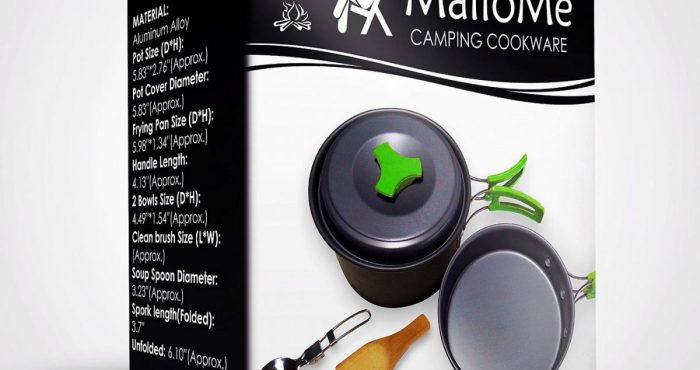 MATERIAL:
Aluminum Alloy
Pot Size (D*H):
5.83"*2.76"(Approx.)
Pot Cover Diameter:
5.83"(Approx.)
Frying Pan Size (D*H):
5.98"*1.34"(Approx.)
Handle Length:
4.13"(Approx.)
2 Bowls Size (D*H):
4.49"*1.54"(Approx.)
Clean brush Size (L*W):
(Approx.)
Soup Spoon Diameter:
3.23"(Approx.)
Spork length(Folded):
3.7"
Unfolded: 6.10"(Approx.)
MalloMe
CAMPING COOKWARE